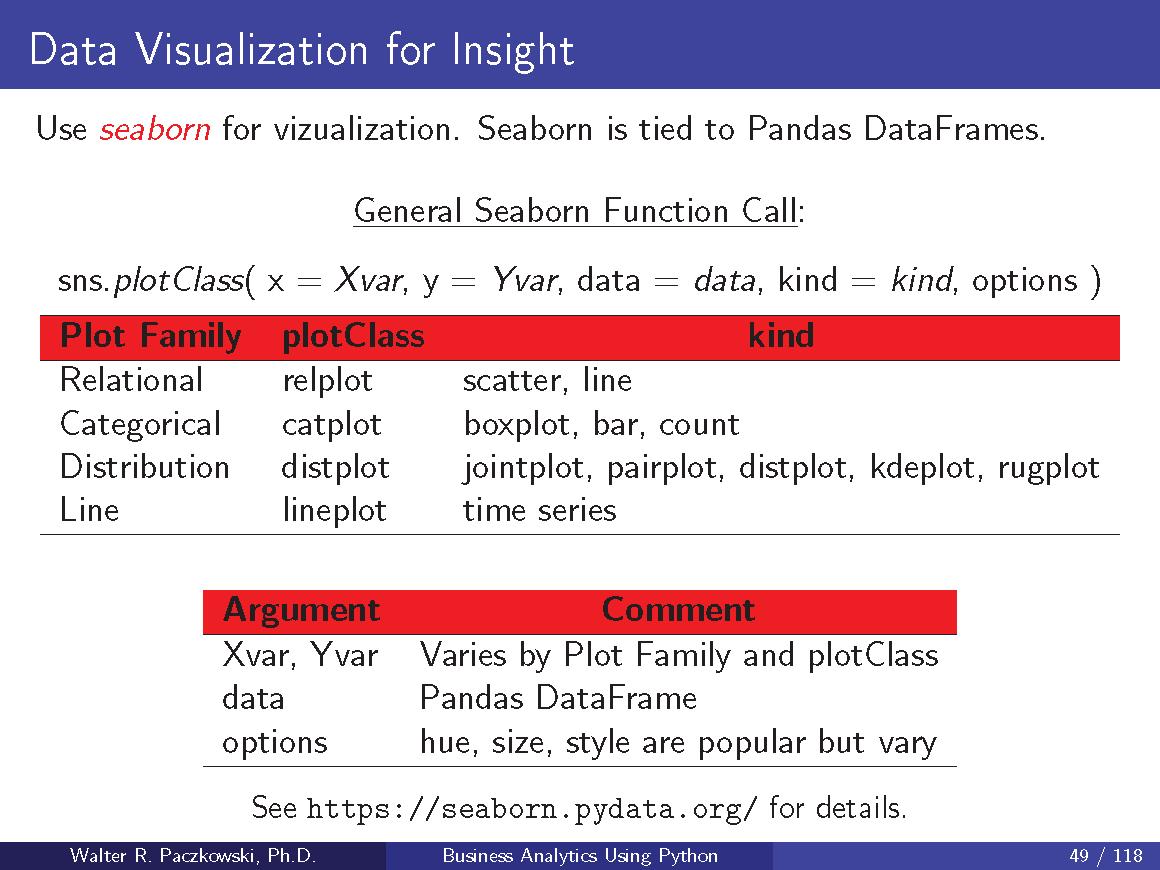 Data Visualization for Insight
Use seaborn for vizualization. Seaborn is tied to Pandas DataFrames.
General Seaborn Function Call:
sns.plotClass( x = Xvar, y = Yvar, data = data, kind = kind, options )
Plot Family plotClass kind
Relational relplot scatter, line
Categorical catplot boxplot, bar, count
Distribution distplot jointplot, pairplot, distplot, kdeplot, rugplot
Line lineplot time series
Argument Comment
Xvar, Yvar Varies by Plot Family and plotClass
data Pandas DataFrame
options hue, size, style are popular but vary
See https://seaborn.pydata.org/ for details.
Walter R. Paczkowski, Ph.D. Business Analytics Using Python 49 / 118